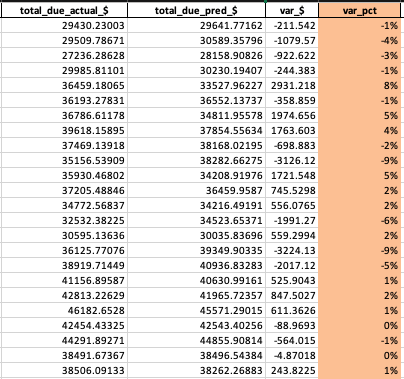 total_due_actual_$ total_due_pred_$ var_$ var_pct
29430.23003 29641.77162 -211.542 -1%
29509.78671 30589.35796 -1079.57 -4%
27236.28628 28158.90826 -922.622 -3%
29985.81101 30230.19407 -244.383 -1%
36459.18065 33527.96227 2931.218 8%
36193.27831 36552.13737 -358.859 -1%
36786.61178 34811.95578 1974.656 5%
39618.15895 37854.55634 1763.603 4%
37469.13918 38168.02195 -698.883 -2%
35156.53909 38282.66275 -3126.12 -9%
35930.46802 34208.91976 1721.548 5%
37205.48846 36459.9587 745.5298 2%
34772.56837 34216.49191 556.0765 2%
32532.38225 34523.65371 -1991.27 -6%
30595.13636 30035.83696 559.2994 2%
36125.77076 39349.90335 -3224.13 -9%
38919.71449 40936.83283 -2017.12 -5%
41156.89587 40630.99161 525.9043 1%
42813.22629 41965.72357 847.5027 2%
46182.6528 45571.29015 611.3626 1%
42454.43325 42543.40256 -88.9693 0%
44291.89271 44855.90814 -564.015 -1%
38491.67367 38496.54384 -4.87018 0%
38506.09133 38262.26883 243.8225 1%